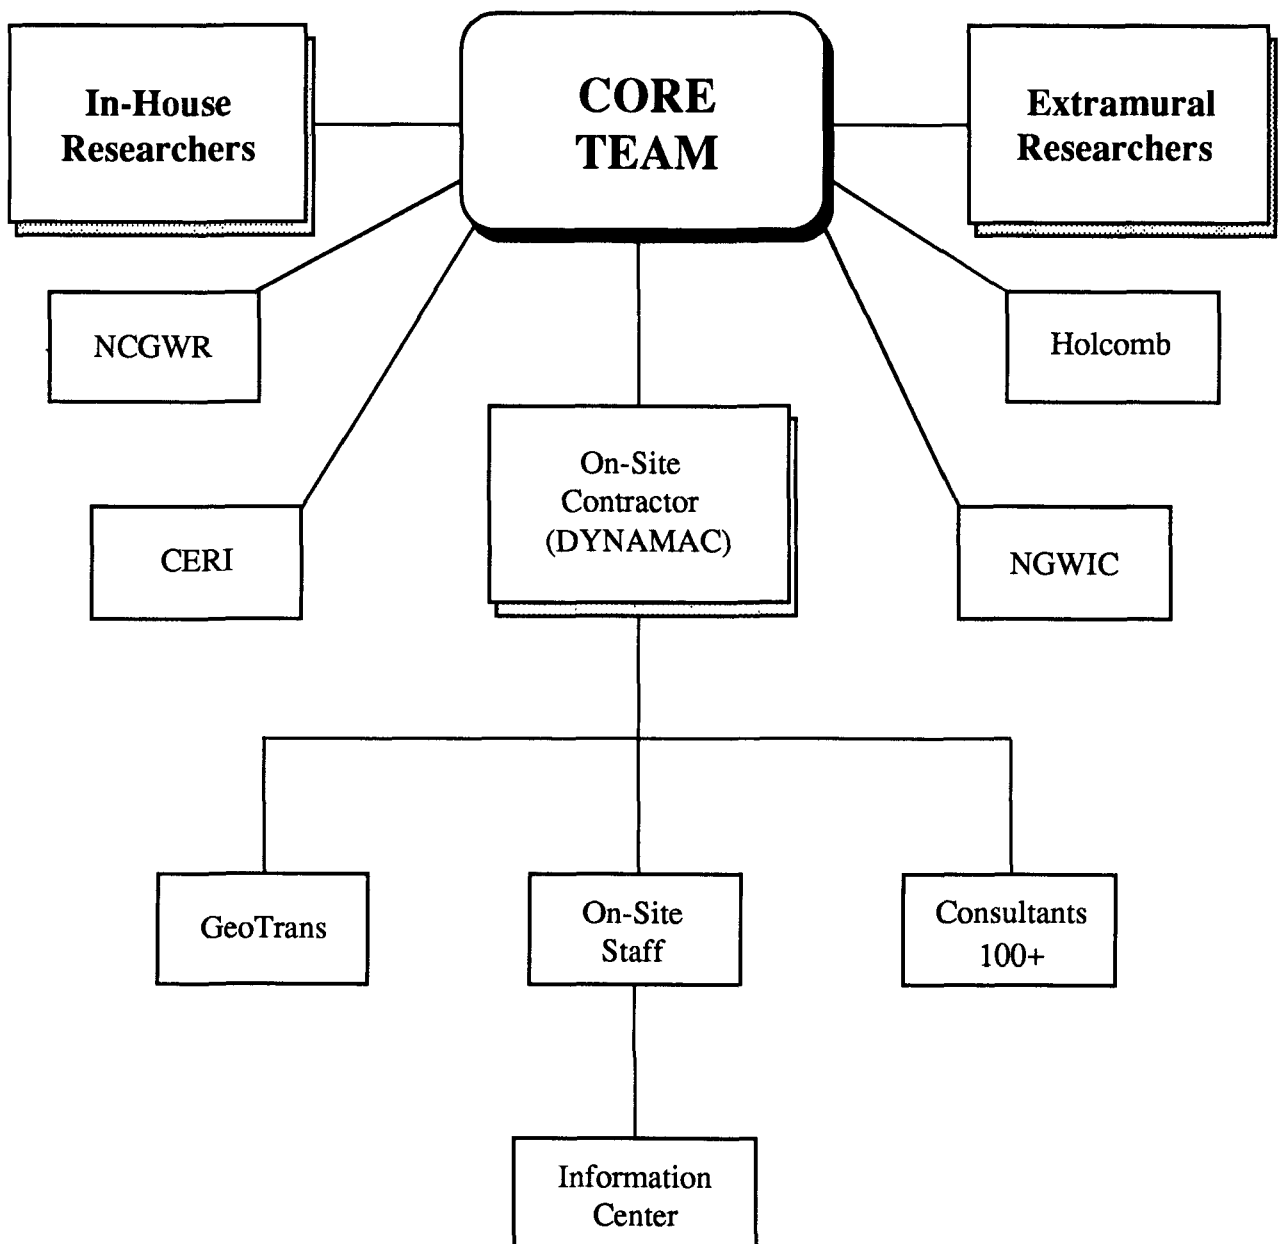 In-House
Researchers
CORE
TEAM
Extramural
Researchers
NCGWR
Holcomb
On-Site
Contractor
(DYNAMAC)
CERI
NGWIC
GeoTrans
On-Site
Staff
Consultants
100+
Information
Center